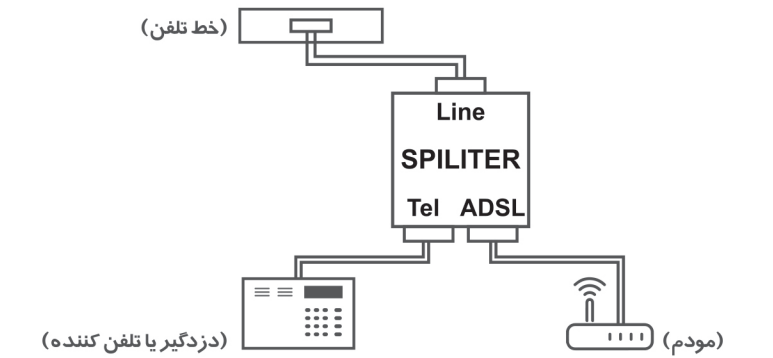 (خط تلفن)
Line
SPILITER
Tel ADSL
(دزدگیر یا تلفن کننده)
(مودم)